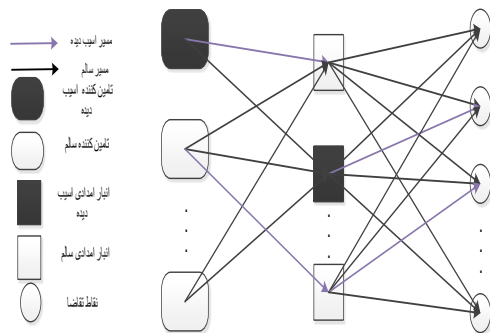 مسیر آسیب دیده
مسیر سالم
تامین کننده آسیب
دیده
تامین کننده سالم
انبار امدادی آسیب
دیده
انبار امدادی سالم
نقاط تقاضا